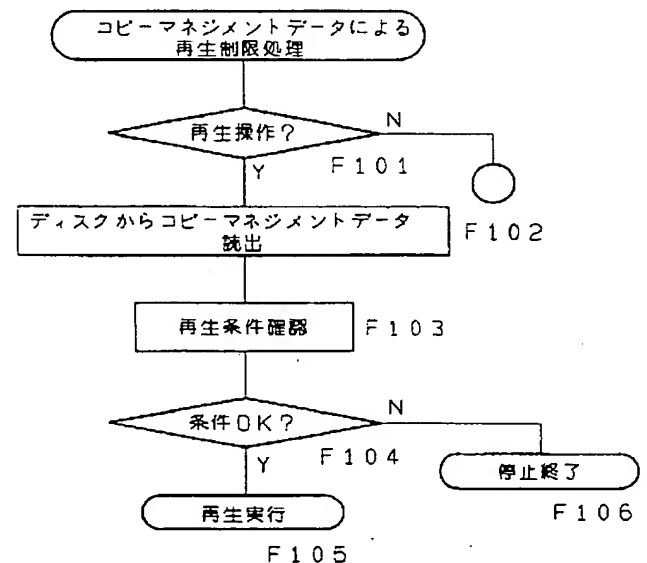 コピーマネジメントデータによる
再生制限処理
再生操作?
N
Y
F101
ディスクからコピーマネジメントデータ
読出
F102
再生条件確認
F103
条件OK?
N
Y
F104
停止終了
再生実行
F106
F105